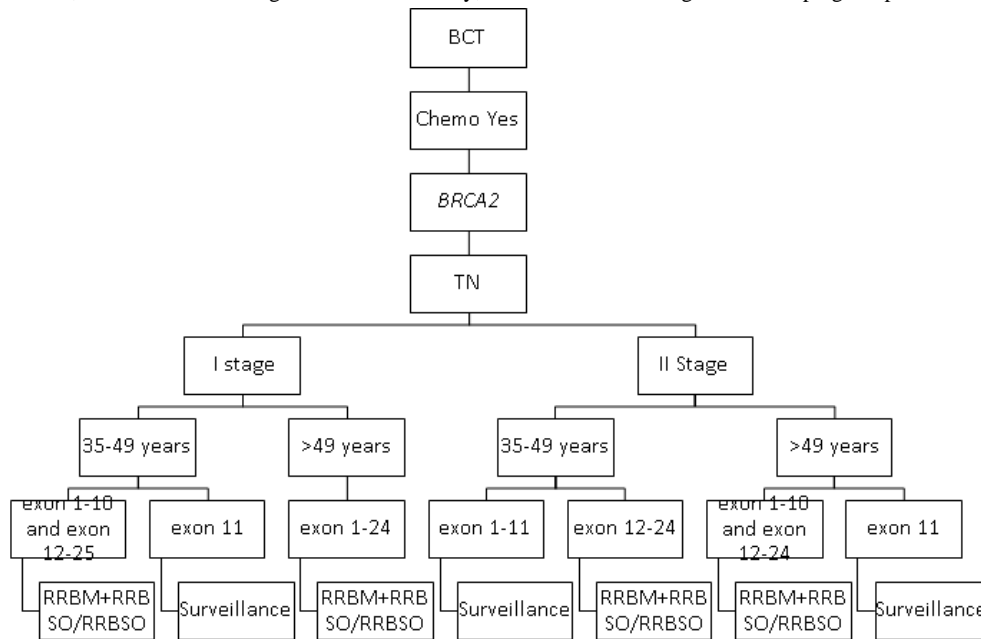 BCT
Chemo Yes
BRCA2
TN
I stage
II Stage
35-49 years
>49 years
35-49 years
>49 years
exon 1-10
and exon
12-25
exon 11
exon 1-24
exon 1-11
exon 12-24
exon 1-10
and exon
12-24
exon 11
RRBM+RRB
SO/RRBSO
Surveillance
RRBM+RRB
SO/RRBSO
Surveillance
RRBM+RRB
SO/RRBSO
RRBM+RRB
SO/RRBSO
Surveillance